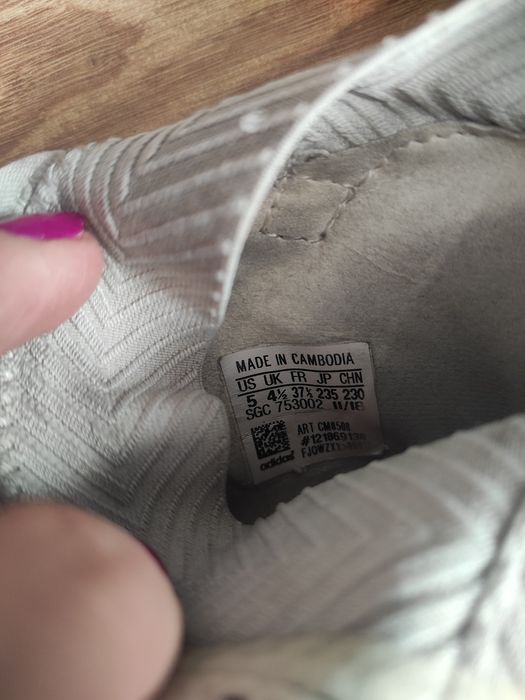 MADE IN CAMBODIA
US UK FR JP CHN
5 4½ 37⅓ 235 230
SGC 753002 11/18
ART CM8508
adidas